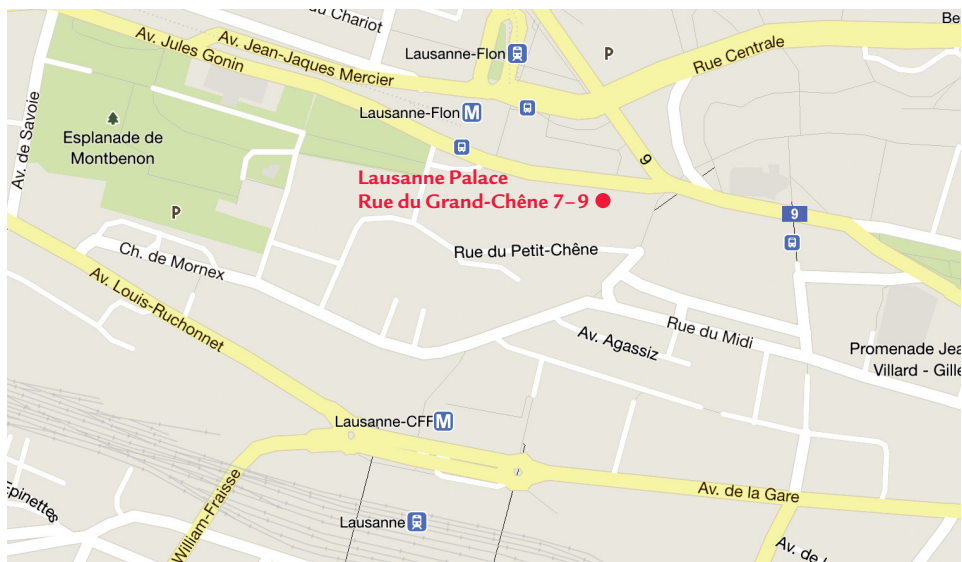 du Chariot
Av. Jules Gonin
Av. Jean-Jaques Mercier
Lausanne-Flon
P
Rue Centrale
Be
Av. de Savoie
Esplanade de
Montbenon
Lausanne-Flon M
9
Lausanne Palace
Rue du Grand-Chêne 7–9
P
9
Ch. de Mornex
Rue du Petit-Chêne
Av. Louis-Ruchonnet
Av. Agassiz
Rue du Midi
Promenade Jea
Villard - Gille
Lausanne-CFF M
William-Fraisse
Av. de la Gare
Epinettes
Lausanne
Av. de